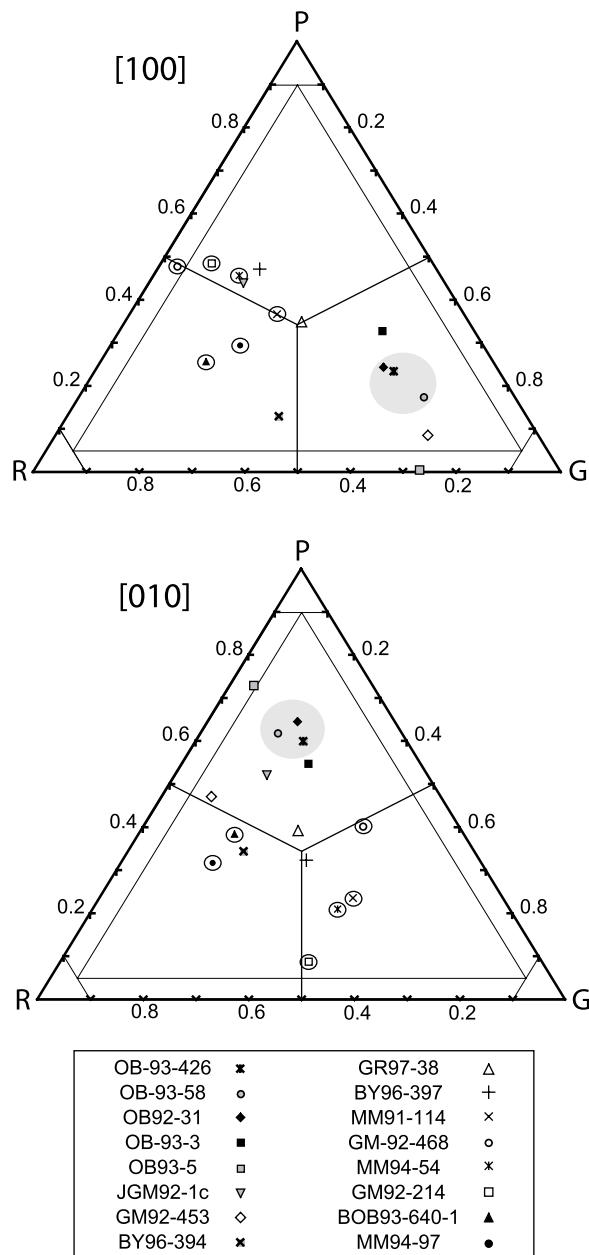 P
[100]
0.8 0.2
0.6 0.4
0.4 0.6
0.2 0.8
R G
0.8 0.6 0.4 0.2
P
[010]
0.8 0.2
0.6 0.4
0.4 0.6
0.2 0.8
R G
0.8 0.6 0.4 0.2
OB-93-426 GR97-38
OB-93-58 BY96-397
OB92-31 MM91-114
OB-93-3 GM-92-468
OB93-5 MM94-54
JGM92-1c GM92-214
GM92-453 BOB93-640-1
BY96-394 MM94-97